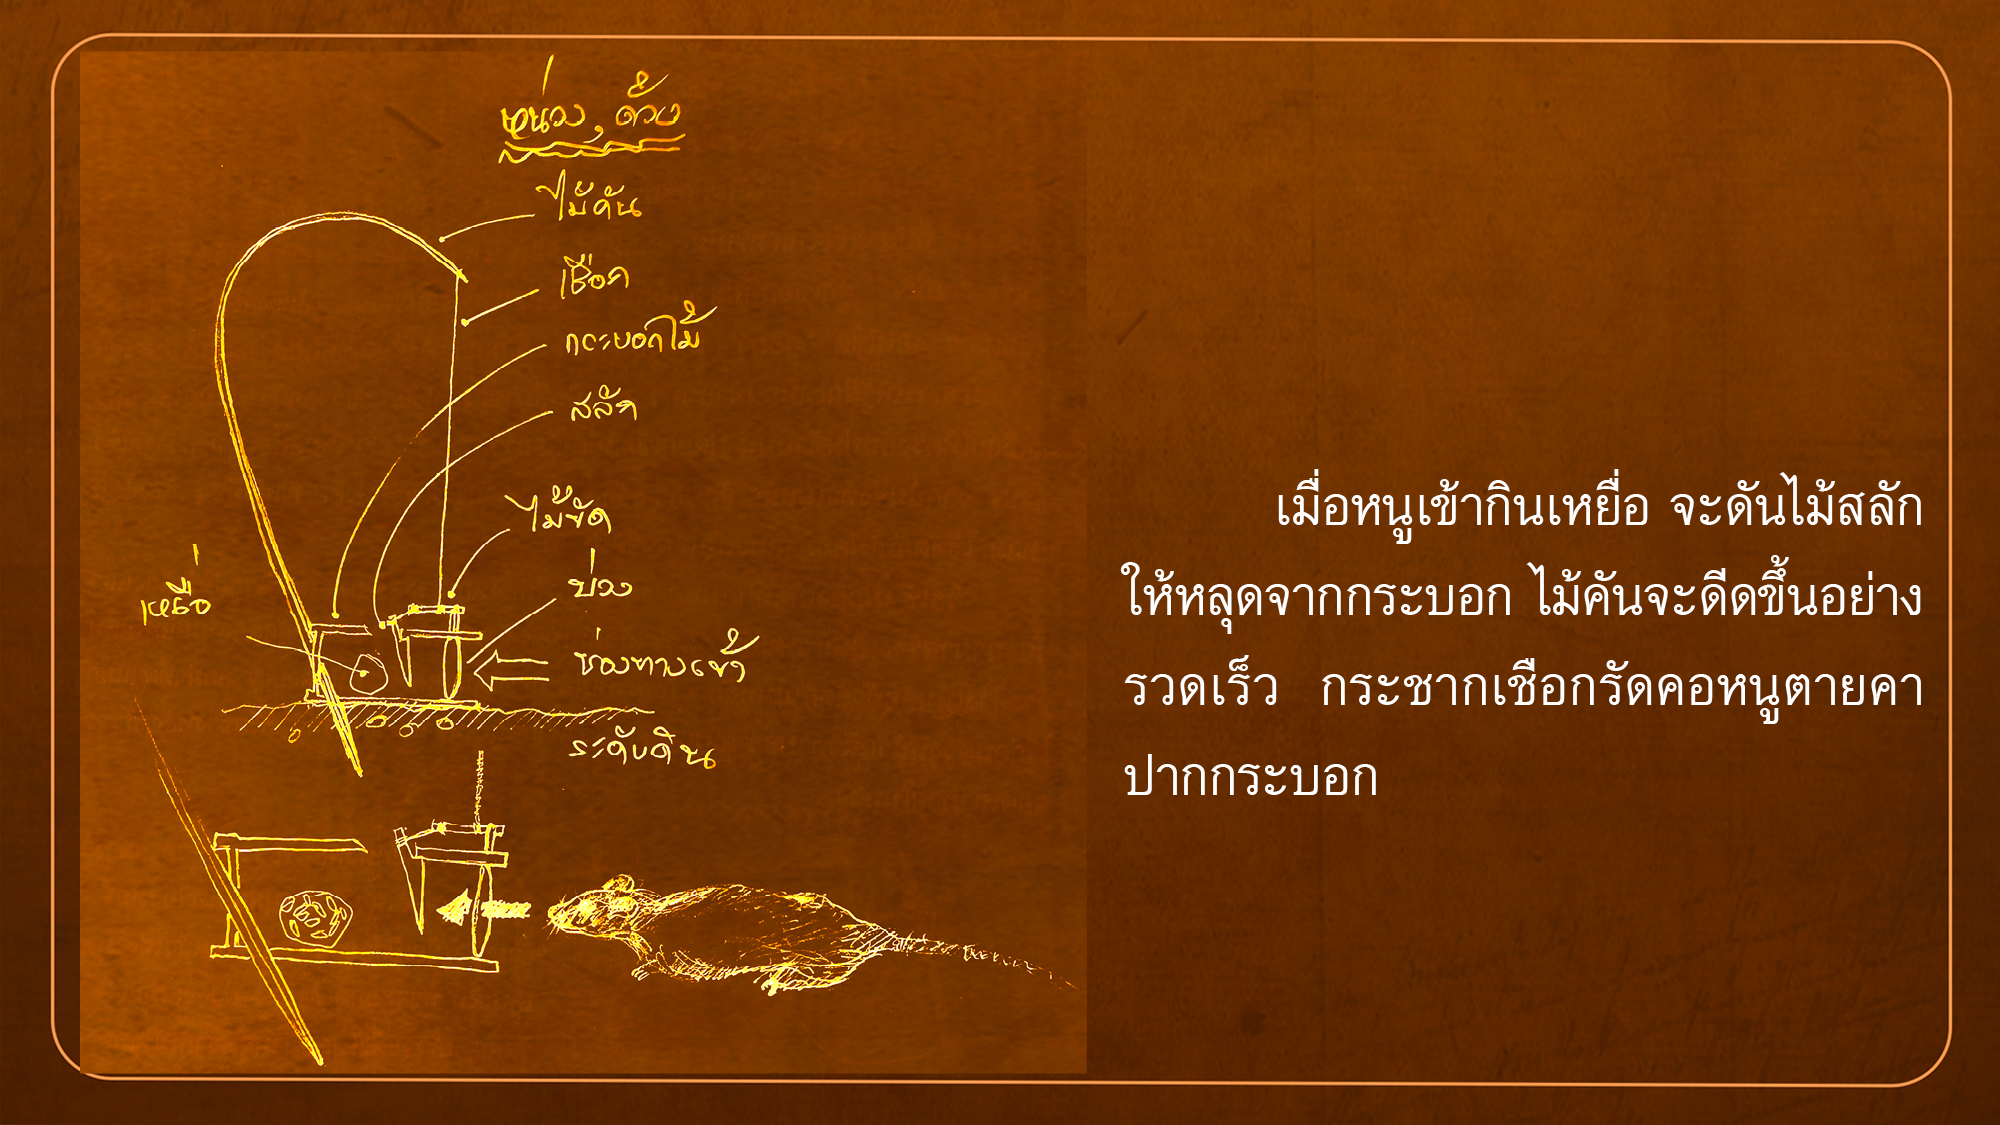 หน่วง, ด้วง
ไม้คัน
เชือก
กระบอกไม้
สลัก
ไม้ขัด
เหยื่อ
บ่วง
ช่องทางเข้า
ระดับดิน
เมื่อหนูเข้ากินเหยื่อ จะดันไม้สลัก
ให้หลุดจากกระบอก ไม้คันจะดีดขึ้นอย่าง
รวดเร็ว กระชากเชือกรัดคอหนูตายคา
ปากกระบอก